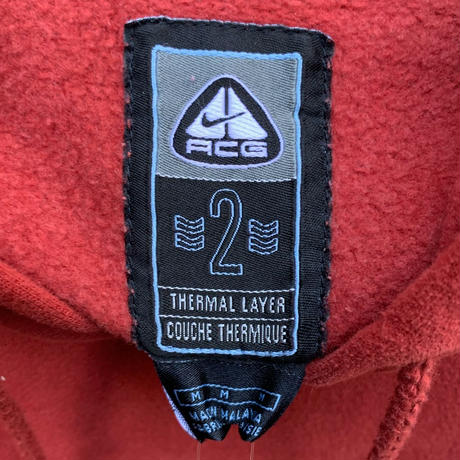 ACG
2
THERMAL LAYER
COUCHE THERMIQUE
M M M